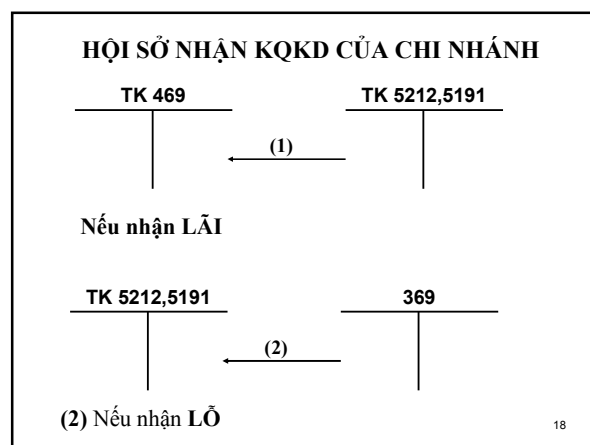 HỘI SỞ NHẬN KQKD CỦA CHI NHÁNH
TK 469
TK 5212,5191
(1)
Nếu nhận LÃI
TK 5212,5191
369
(2)
(2) Nếu nhận LỖ
18